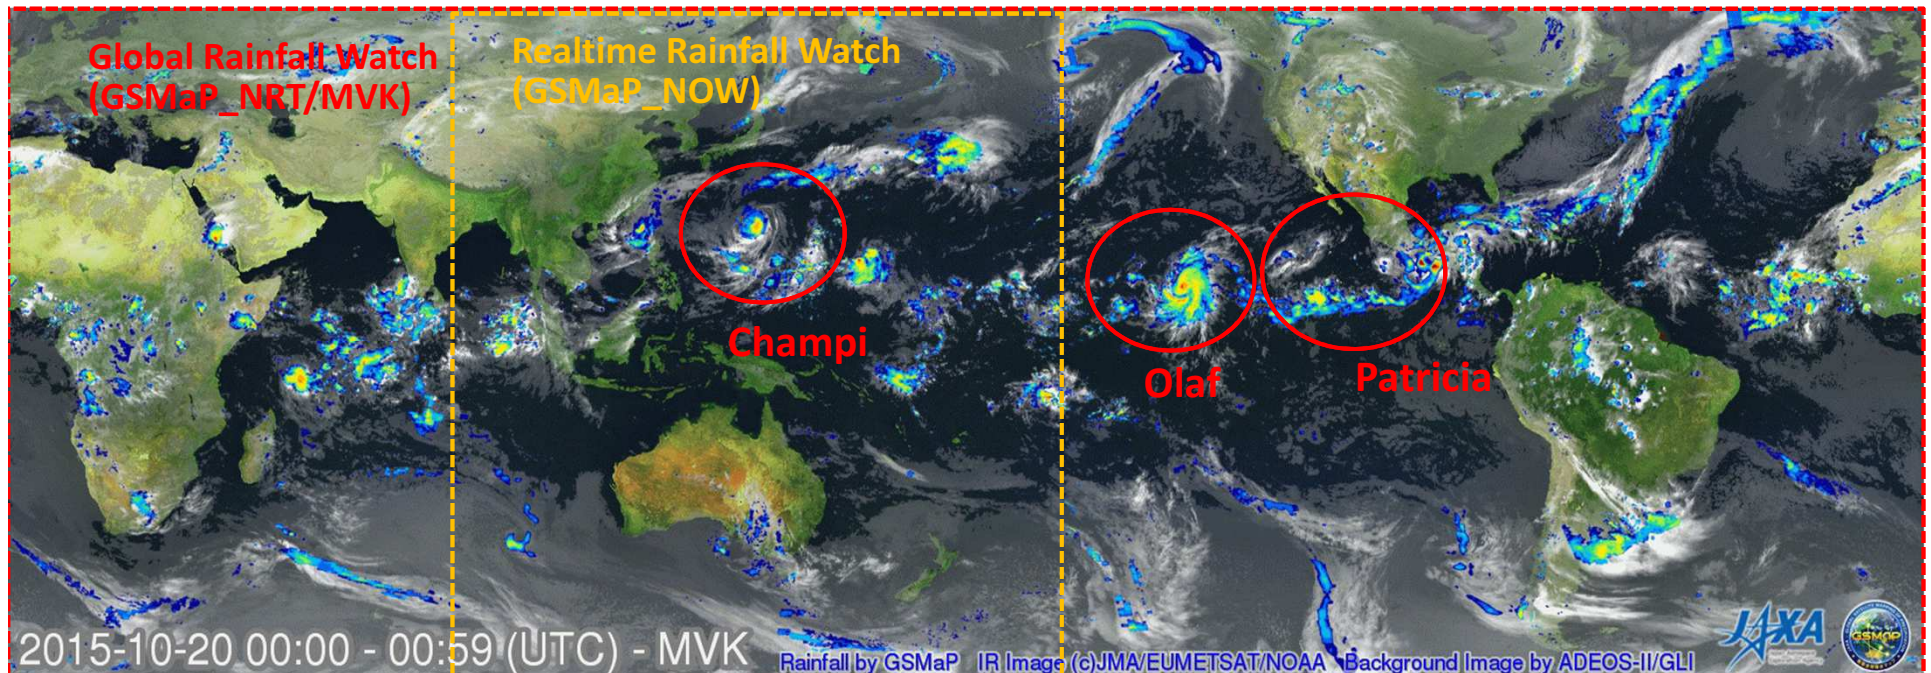 Global Rainfall Watch
(GSMaP_NRT/MVK)
Realtime Rainfall Watch
(GSMaP_NOW)
Champi
Olaf
Patricia
2015-10-20 00:00 - 00:59 (UTC) - MVK
Rainfall by GSMaP IR Image (c)JMA/EUMETSAT/NOAA Background Image by ADEOS-II/GLI
JAXA
GSMaP